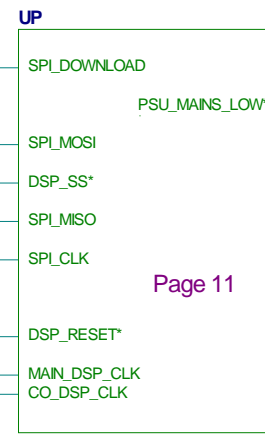 UP
SPI_DOWNLOAD
PSU_MAINS_LOW*
SPI_MOSI
DSP_SS*
SPI_MISO
SPI_CLK
Page 11
DSP_RESET*
MAIN_DSP_CLK
CO_DSP_CLK